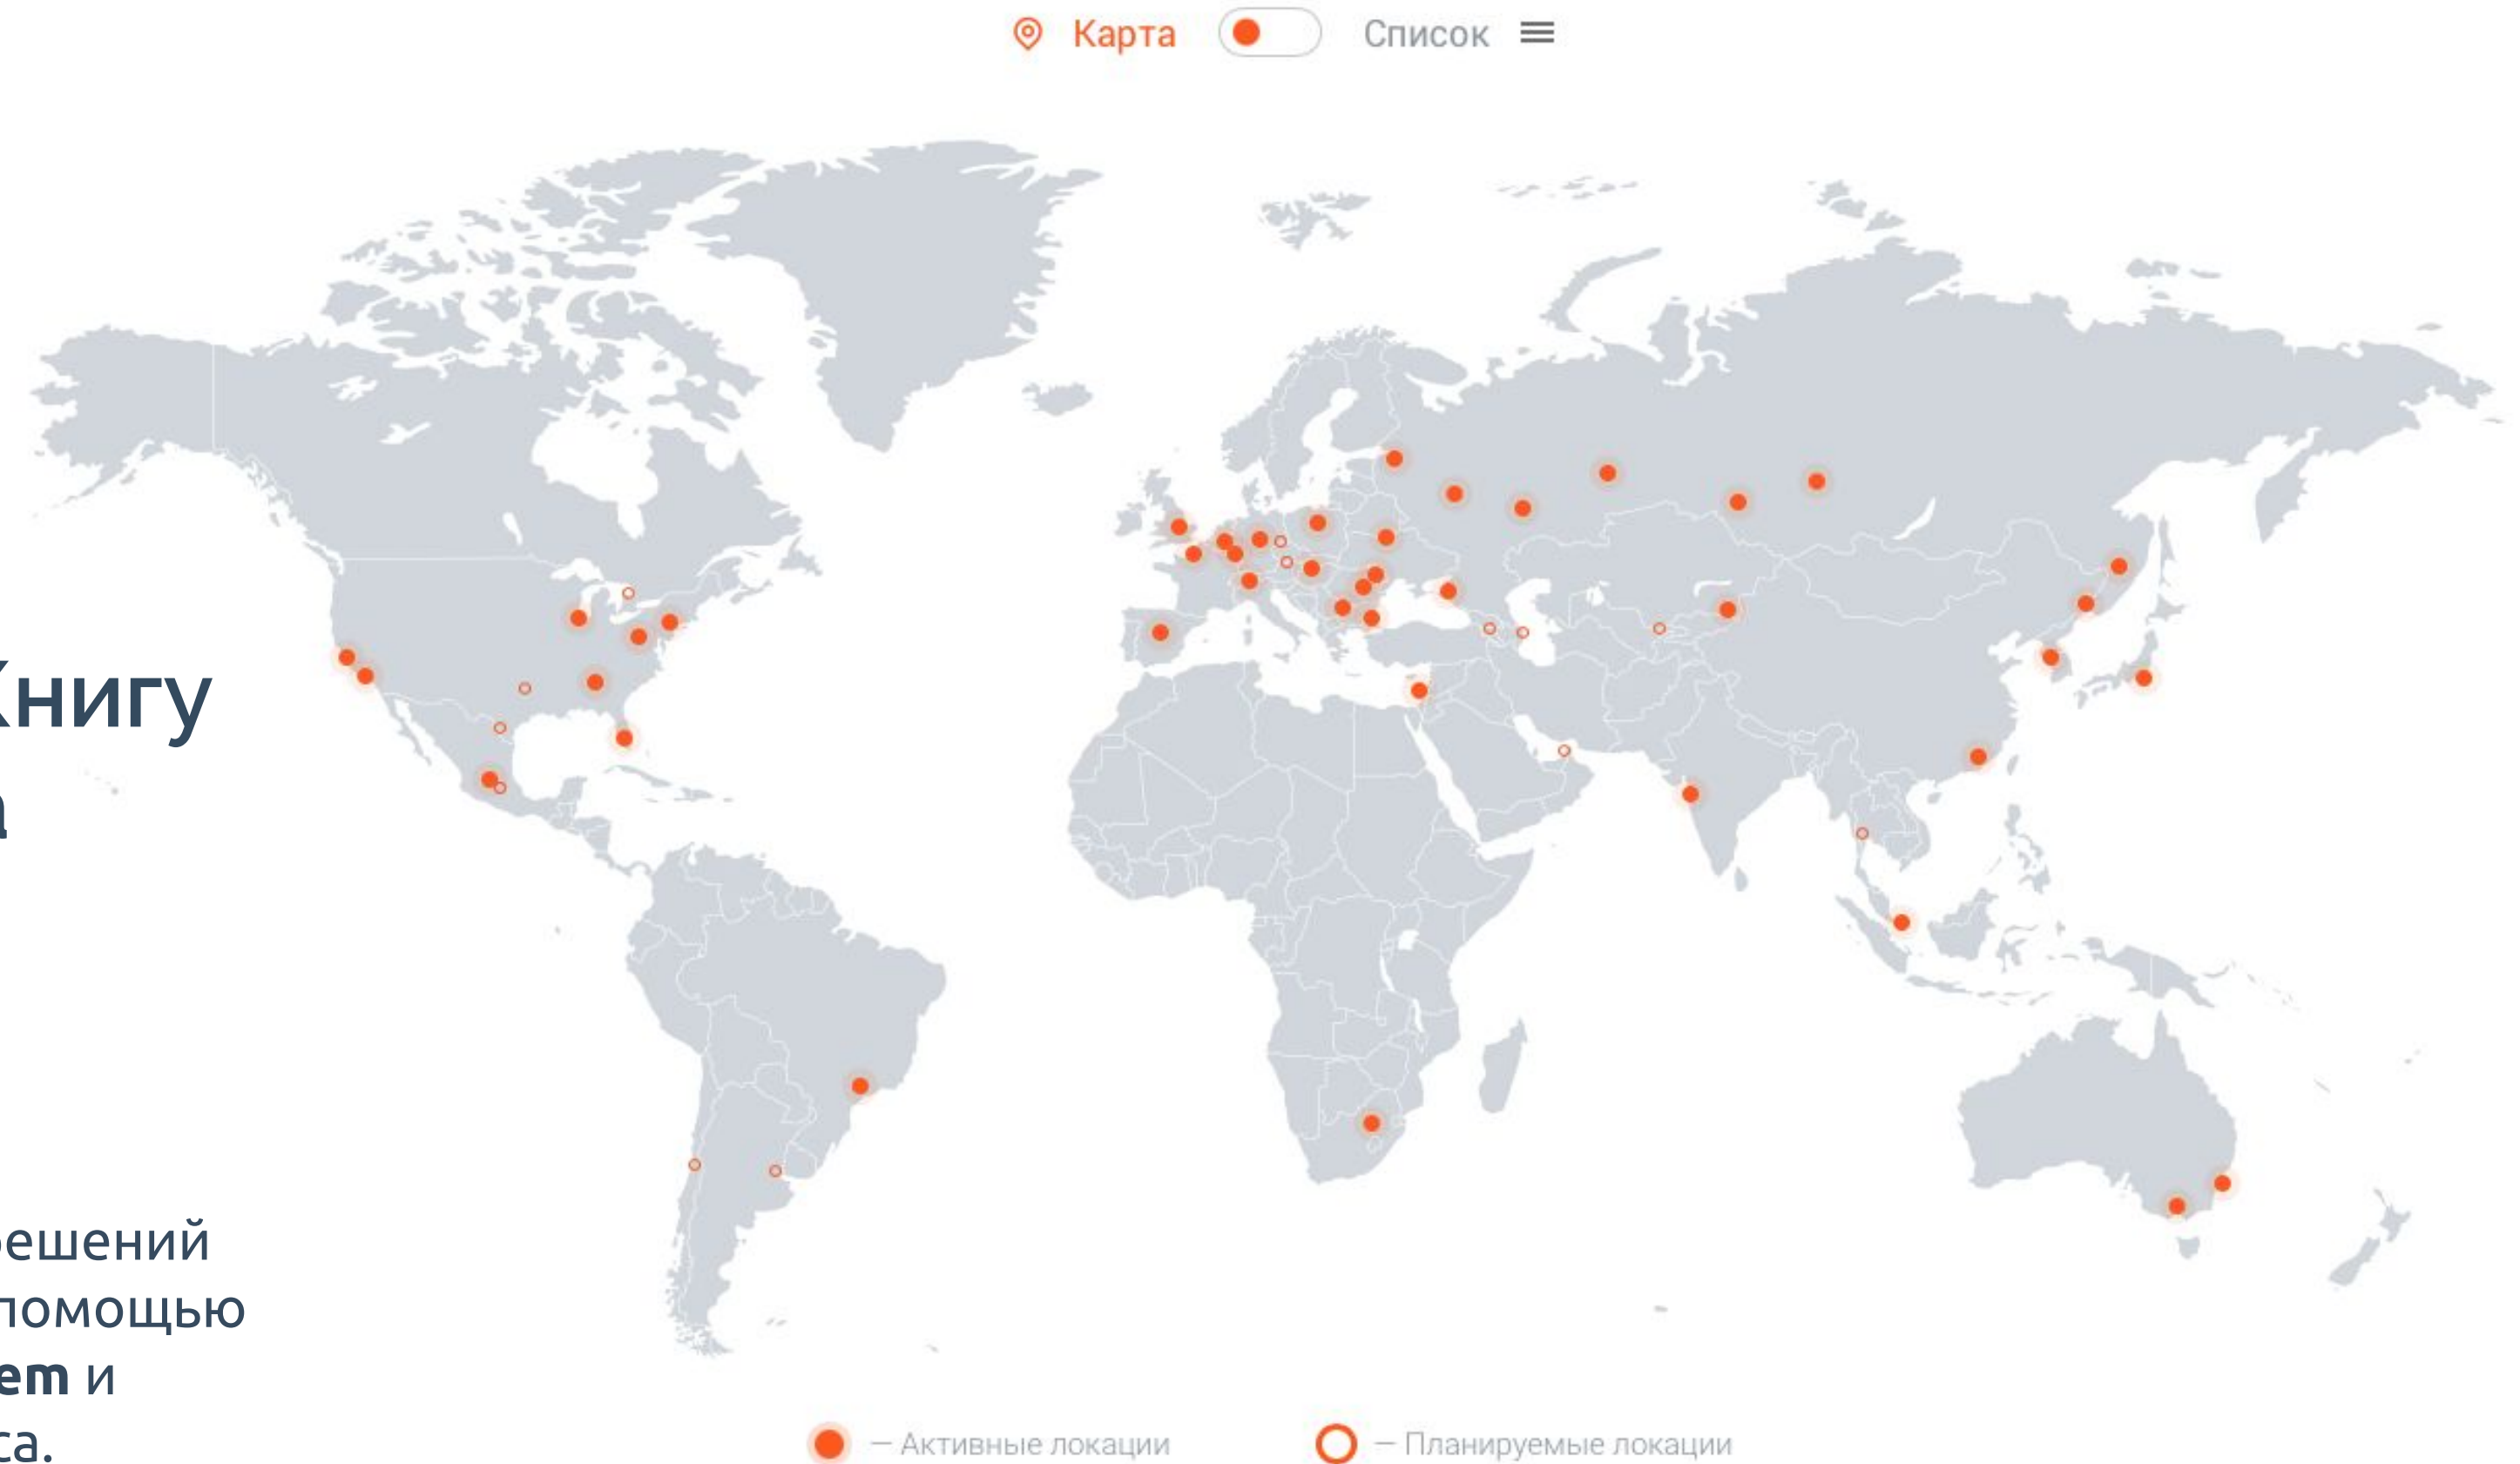 Карта Список
Книгу
а
решений
помощью
em и
са.
— Активные локации
— Планируемые локации